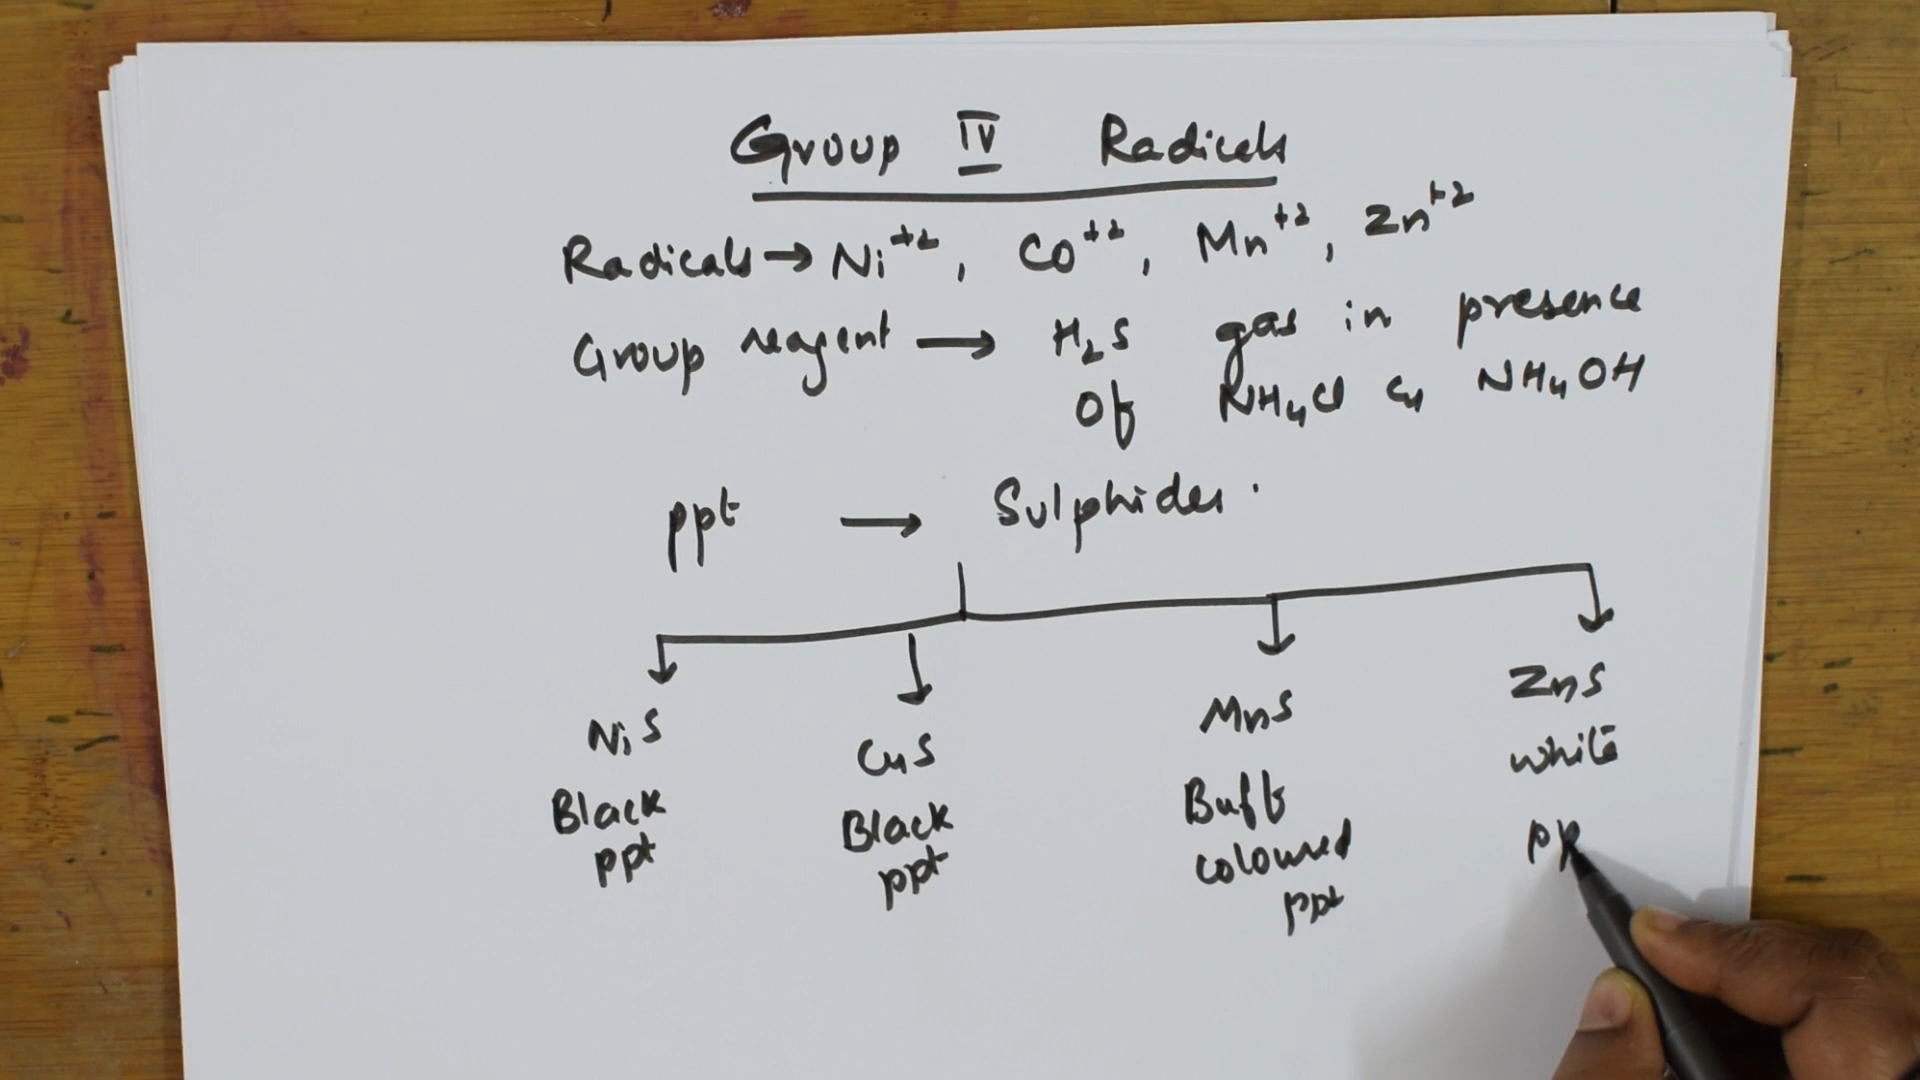 Group IV Radicals
Radicals → Ni⁺², Co⁺², Mn⁺², Zn⁺²
Group reagent → H₂S gas in presence
Of NH₄Cl & NH₄OH
ppt → Sulphides.
NiS CuS MnS ZnS
Black Black Buff white
ppt ppt coloured pp
ppt